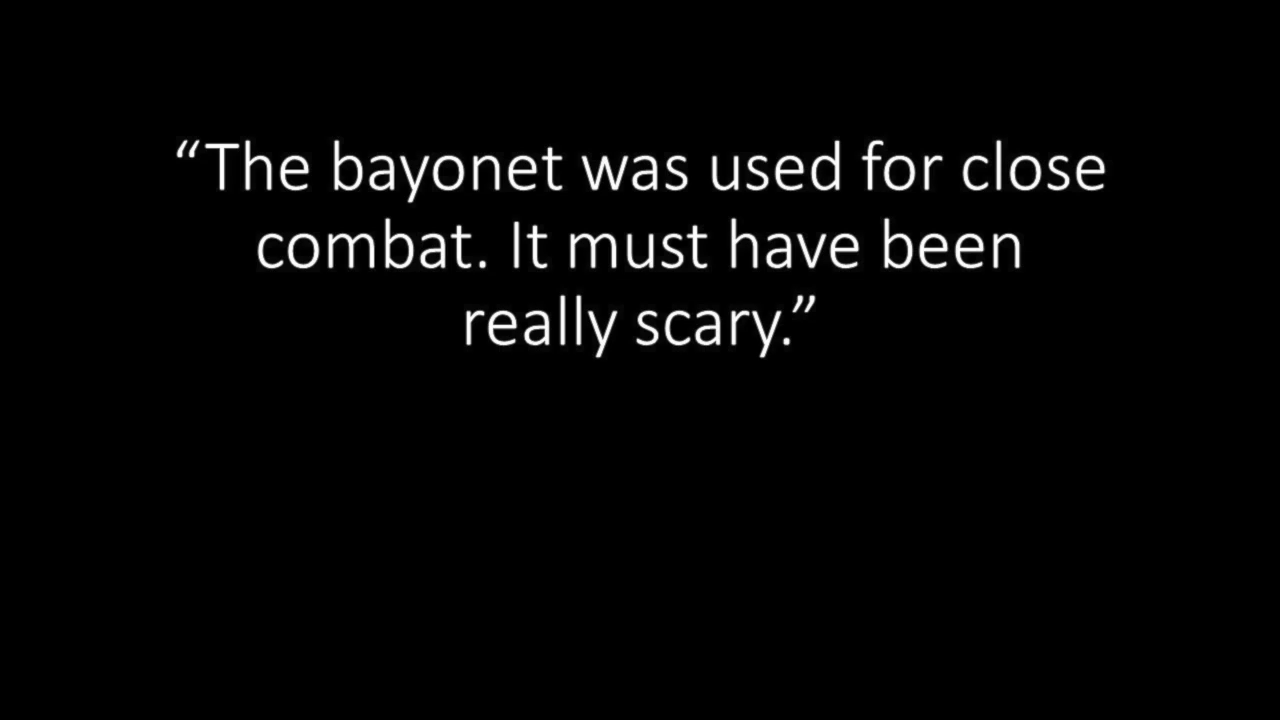 “The bayonet was used for close
combat. It must have been
really scary.”